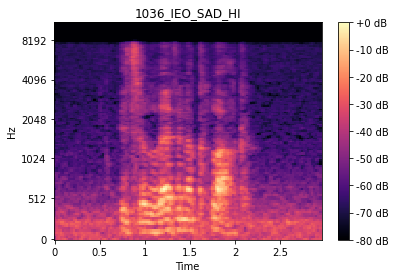 1036_IEO_SAD_HI
+0 dB
8192
-10 dB
4096
-20 dB
-30 dB
2048
-40 dB
Hz
1024
-50 dB
512
-60 dB
-70 dB
0
-80 dB
0 0.5 1 1.5 2 2.5
Time